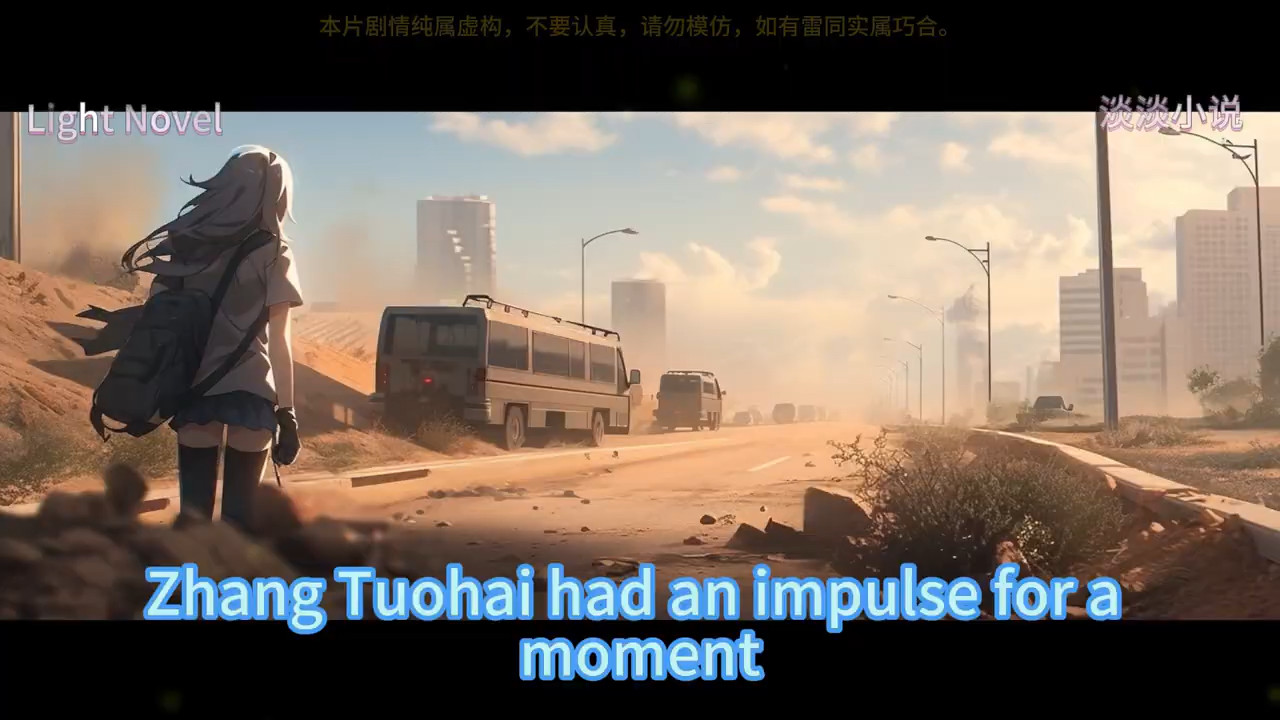 本片剧情纯属虚构，不要认真，请勿模仿，如有雷同实属巧合。
Light Novel
淡淡小说
Zhang Tuohai had an impulse for a
moment